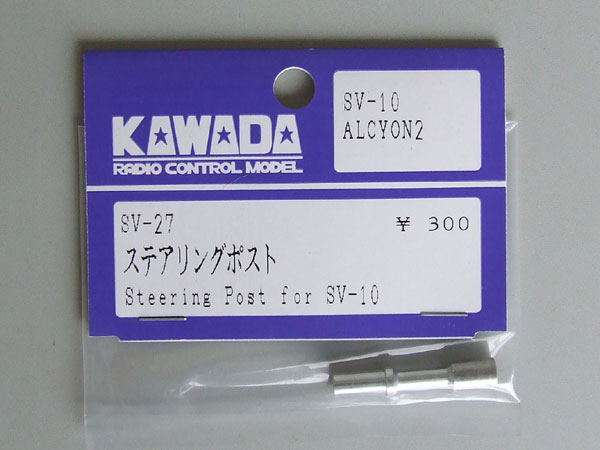 KAWADA
RADIO CONTROL MODEL
SV-10
ALCYON2
SV-27
¥ 300
ステアリングポスト
Steering Post for SV-10